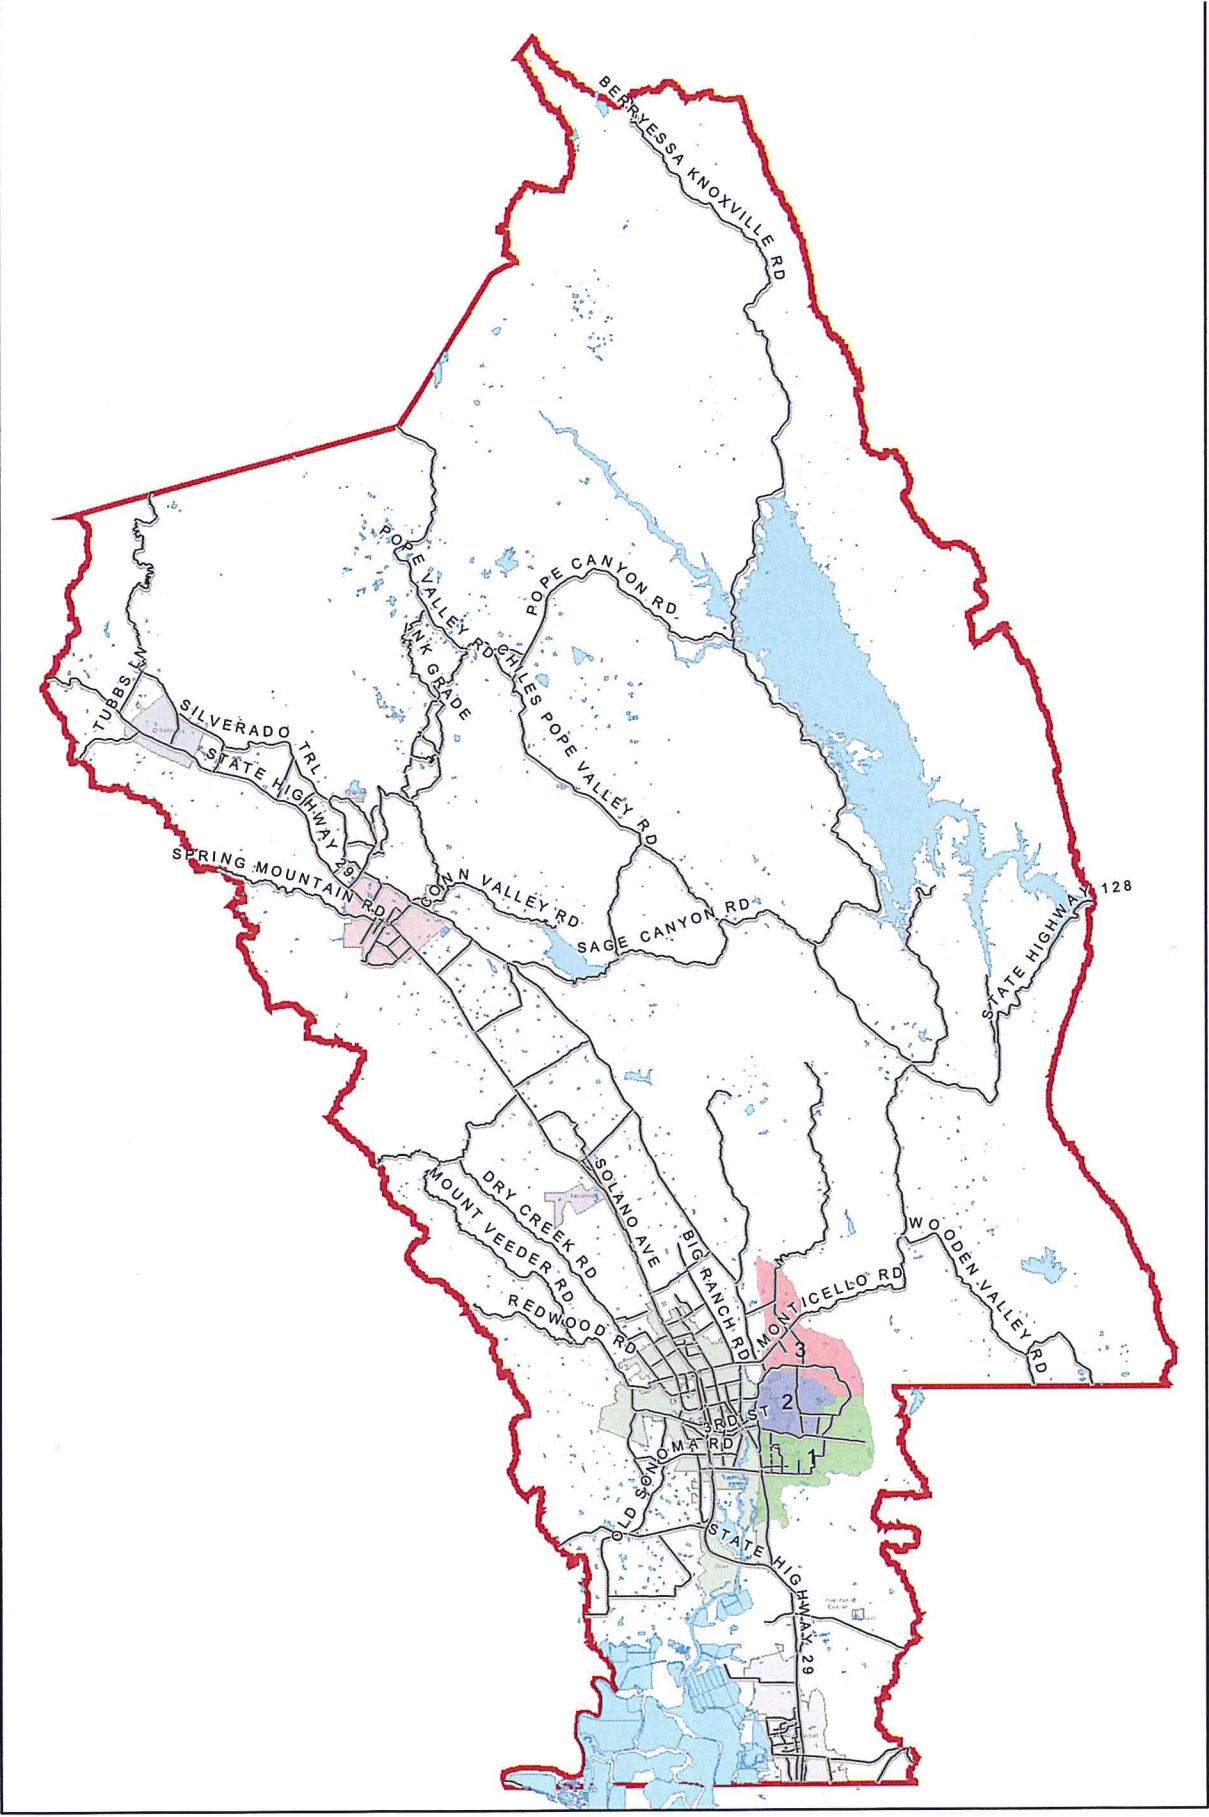 BERRYESSA KNOXVILLE RD
POPE VALLEY RD
POPE CANYON RD
INK GRADE
CHILES POPE VALLEY RD
TUBBS LN
SILVERADO TRL
STATE HIGHWAY 29
SPRING MOUNTAIN RD
CONN VALLEY RD
SAGE CANYON RD
STATE HIGHWAY 128
SOLANO AVE
DRY CREEK RD
MOUNT VEEDER RD
REDWOOD RD
BIG RANCH RD
MONTICELLO RD
WOODEN VALLEY RD
3
2
3RD ST
1
OLD SONOMA RD
STATE HIGHWAY 29